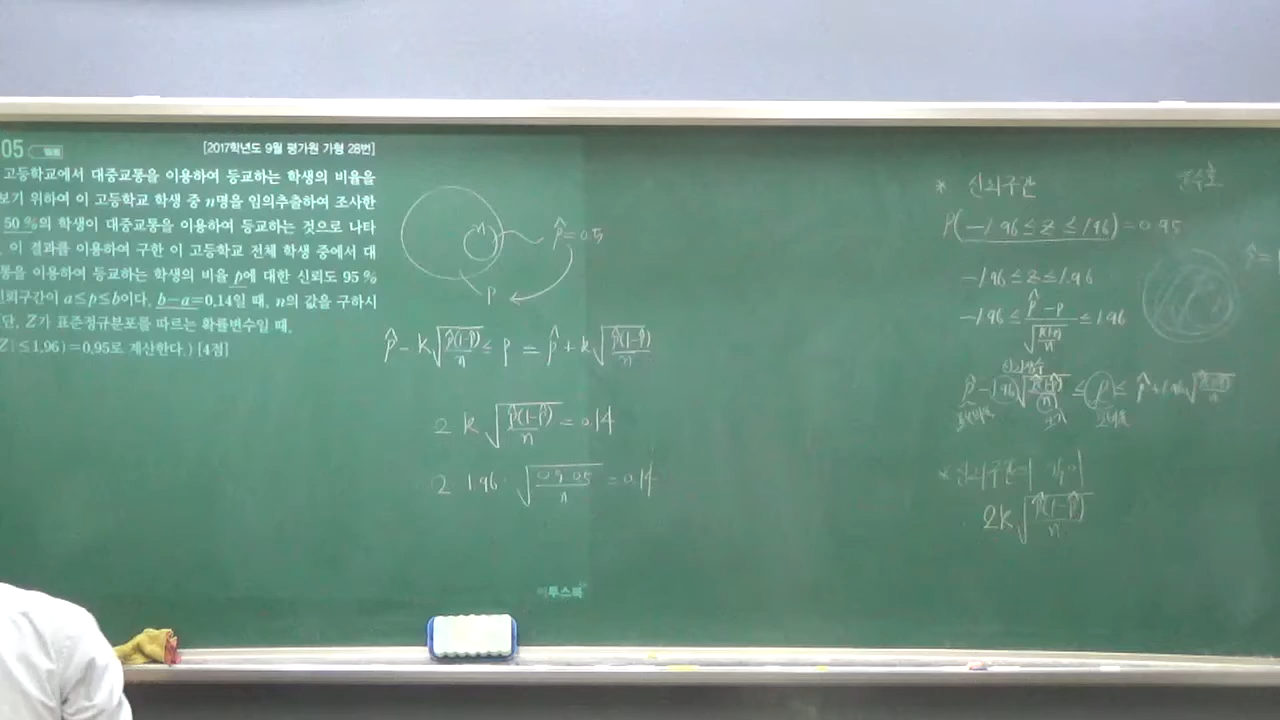 05
[2017학년도 9월 평가원 가형 28번]
고등학교에서 대중교통을 이용하여 등교하는 학생의 비율을
보기 위하여 이 고등학교 학생 중 n명을 임의추출하여 조사한
50 %의 학생이 대중교통을 이용하여 등교하는 것으로 나타
이 결과를 이용하여 구한 이 고등학교 전체 학생 중에서 대
통을 이용하여 등교하는 학생의 비율 p에 대한 신뢰도 95 %
신뢰구간이 a≤p≤b이다. b−a=0.14일 때, n의 값을 구하시
단, Z가 표준정규분포를 따르는 확률변수일 때,
Z|≤1.96)=0.95로 계산한다.) [4점]
n
p̂=0.5
P
p̂ − k√(p̂(1-p̂)/n) ≤ p ≤ p̂ + k√(p̂(1-p̂)/n)
2 k √(p̂(1-p̂)/n) = 0.14
2 1.96 √(0.5 0.5/n) = 0.14
이투스북
* 신뢰구간
P(−1.96 ≤ Z ≤ 1.96) = 0.95
−1.96 ≤ Z ≤ 1.96
* 신뢰구간의 길이
2k√(p̂(1-p̂)/n)